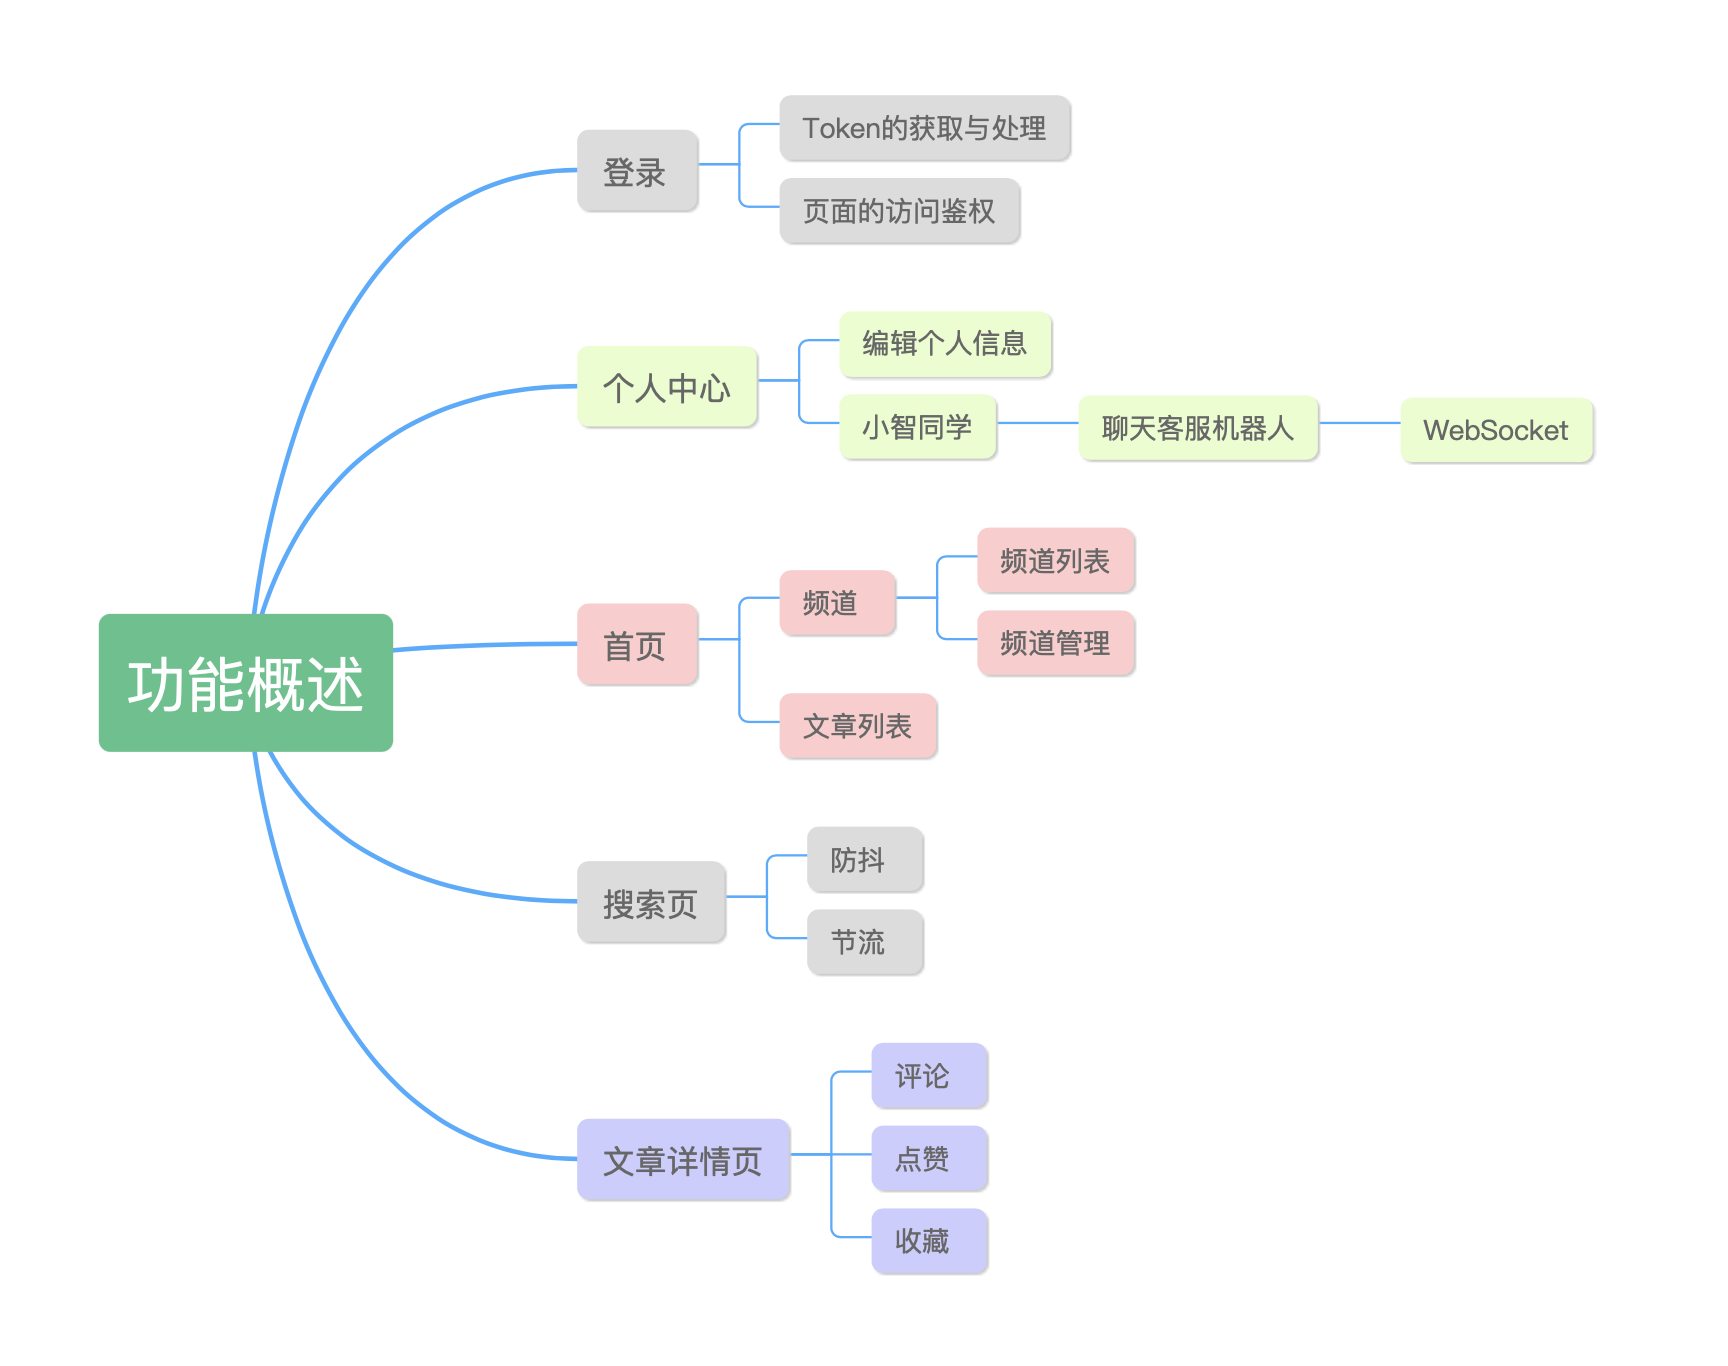 功能概述
登录
Token的获取与处理
页面的访问鉴权
个人中心
编辑个人信息
小智同学
聊天客服机器人
WebSocket
首页
频道
频道列表
频道管理
文章列表
搜索页
防抖
节流
文章详情页
评论
点赞
收藏